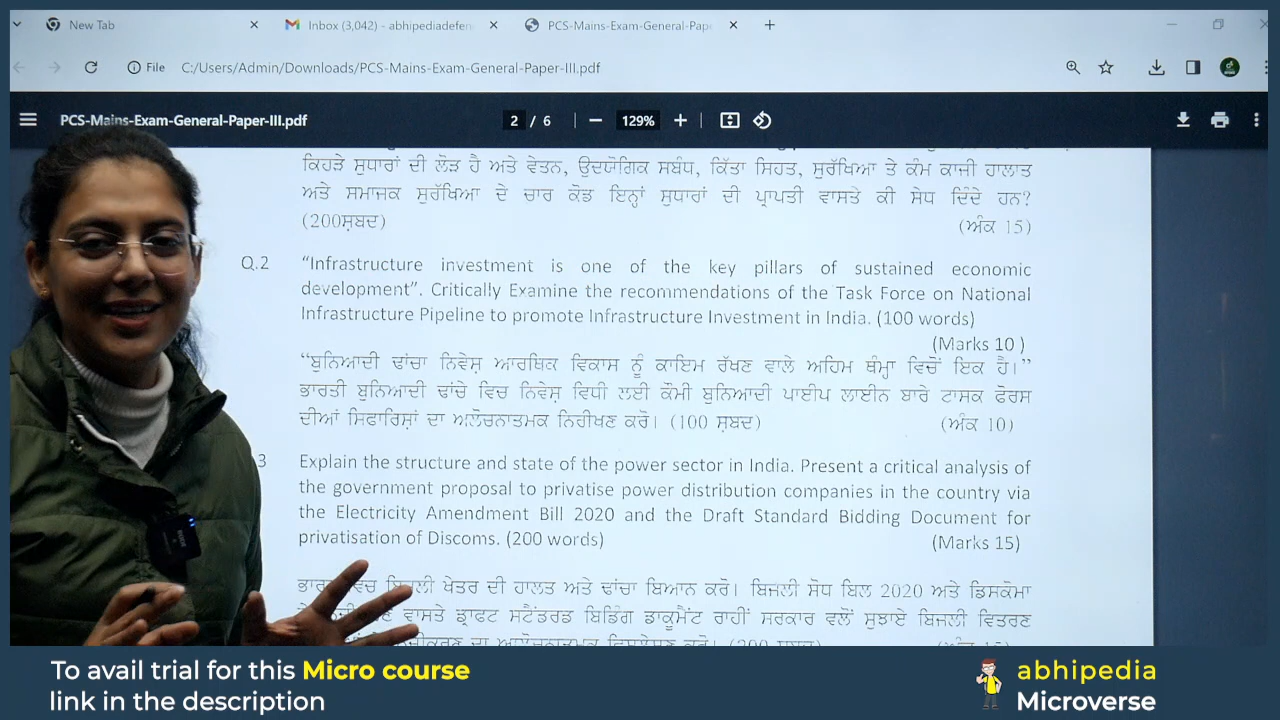 New Tab
Inbox (3,042) - abhipediadefen
PCS-Mains-Exam-General-Pape
File C:/Users/Admin/Downloads/PCS-Mains-Exam-General-Paper-III.pdf
PCS-Mains-Exam-General-Paper-III.pdf 2 / 6 129%
ਕਿਹੜੇ ਸੁਧਾਰਾਂ ਦੀ ਲੋੜ ਹੈ ਅਤੇ ਵੇਤਨ, ਉਦਯੋਗਿਕ ਸਬੰਧ, ਕਿੱਤਾ ਸਿਹਤ, ਸੁਰੱਖਿਆ ਤੇ ਕੰਮ ਕਾਜੀ ਹਾਲਾਤ
ਅਤੇ ਸਮਾਜਕ ਸੁਰੱਖਿਆ ਦੇ ਚਾਰ ਕੋਡ ਇਨ੍ਹਾਂ ਸੁਧਾਰਾਂ ਦੀ ਪ੍ਰਾਪਤੀ ਵਾਸਤੇ ਕੀ ਸੇਧ ਦਿੰਦੇ ਹਨ?
(200ਸ਼ਬਦ) (ਅੰਕ 15)
Q.2 “Infrastructure investment is one of the key pillars of sustained economic
development”. Critically Examine the recommendations of the Task Force on National
Infrastructure Pipeline to promote Infrastructure Investment in India. (100 words)
(Marks 10 )
“ਬੁਨਿਆਦੀ ਢਾਂਚਾ ਨਿਵੇਸ਼ ਆਰਥਿਕ ਵਿਕਾਸ ਨੂੰ ਕਾਇਮ ਰੱਖਣ ਵਾਲੇ ਅਹਿਮ ਥੰਮ੍ਹਾ ਵਿਚੋਂ ਇਕ ਹੈ।”
ਭਾਰਤੀ ਬੁਨਿਆਦੀ ਢਾਂਚੇ ਵਿਚ ਨਿਵੇਸ਼ ਵਿਧੀ ਲਈ ਕੌਮੀ ਬੁਨਿਆਦੀ ਪਾਈਪ ਲਾਈਨ ਬਾਰੇ ਟਾਸਕ ਫੋਰਸ
ਦੀਆਂ ਸਿਫਾਰਿਸ਼ਾਂ ਦਾ ਅਲੋਚਨਾਤਮਕ ਨਿਰੀਖਣ ਕਰੋ। (100 ਸ਼ਬਦ) (ਅੰਕ 10)
3 Explain the structure and state of the power sector in India. Present a critical analysis of
the government proposal to privatise power distribution companies in the country via
the Electricity Amendment Bill 2020 and the Draft Standard Bidding Document for
privatisation of Discoms. (200 words) (Marks 15)
ਬਿਜਲੀ ਖੇਤਰ ਦੀ ਹਾਲਤ ਅਤੇ ਢਾਂਚਾ ਬਿਆਨ ਕਰੋ। ਬਿਜਲੀ ਸੋਧ ਬਿਲ 2020 ਅਤੇ ਡਿਸਕੋਮਾ
ਵਾਸਤੇ ਡ੍ਰਾਫਟ ਸਟੈਂਡਰਡ ਬਿਡਿੰਗ ਡਾਕੂਮੈਂਟ ਰਾਹੀਂ ਸਰਕਾਰ ਵਲੋਂ ਸੁਝਾਏ ਬਿਜਲੀ ਵਿਤਰਣ
To avail trial for this Micro course
link in the description
abhipedia
Microverse